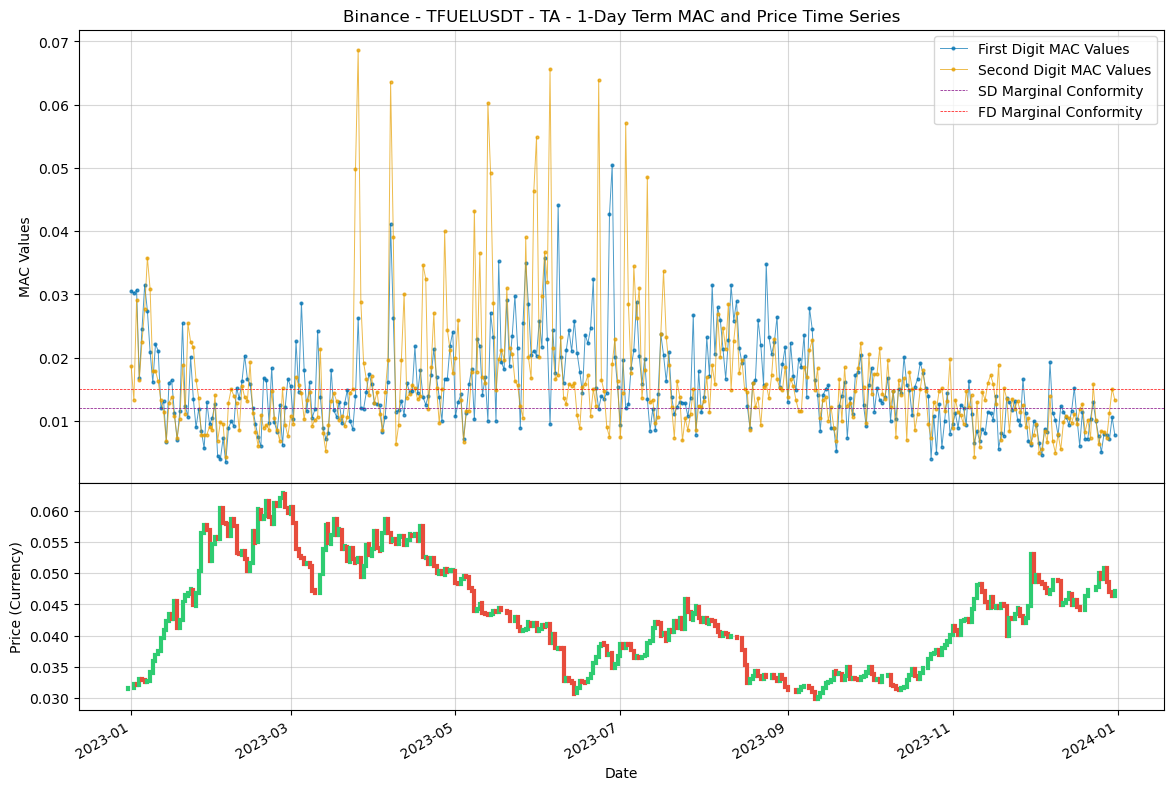 Binance - TFUELUSDT - TA - 1-Day Term MAC and Price Time Series
First Digit MAC Values
Second Digit MAC Values
SD Marginal Conformity
FD Marginal Conformity
MAC Values
0.07
0.06
0.05
0.04
0.03
0.02
0.01
Price (Currency)
0.060
0.055
0.050
0.045
0.040
0.035
0.030
2023-01
2023-03
2023-05
2023-07
2023-09
2023-11
2024-01
Date